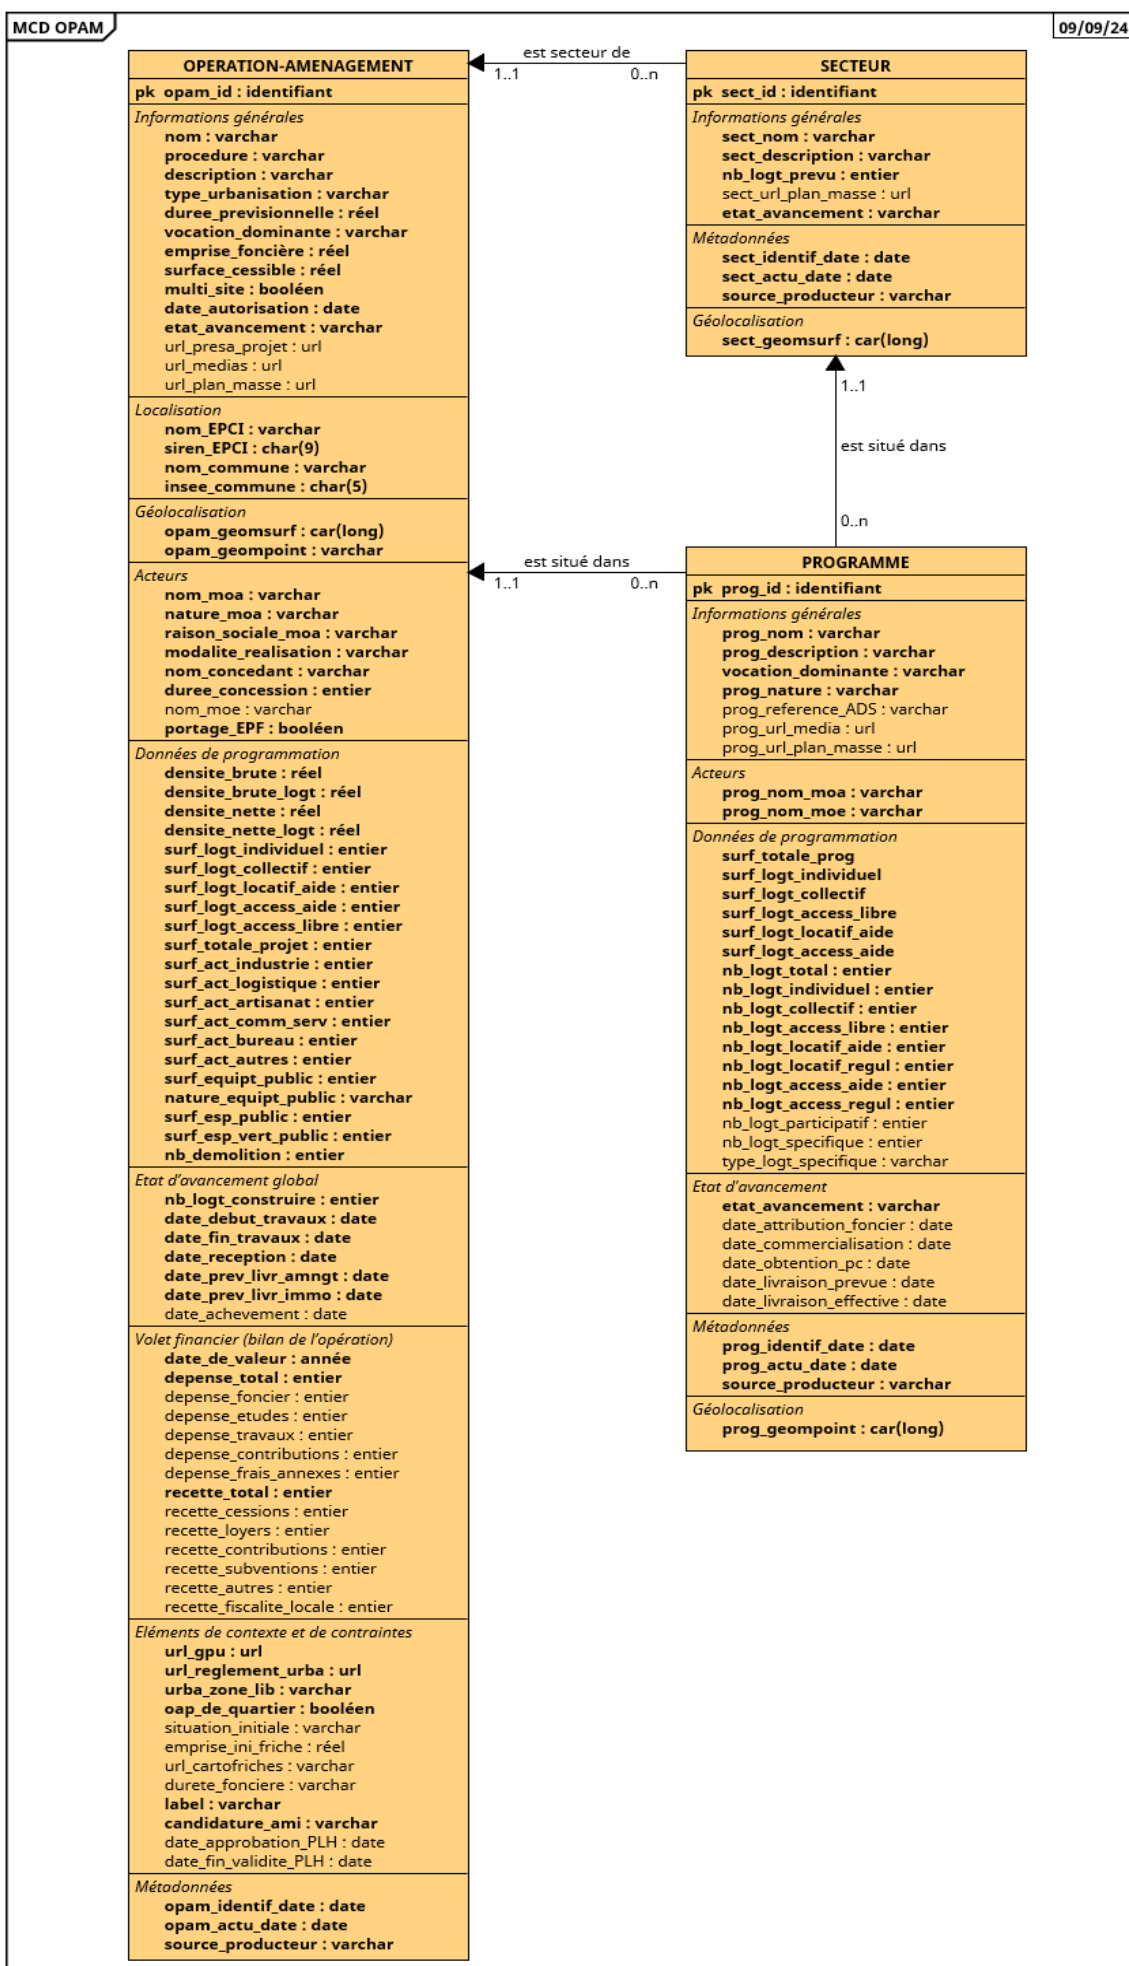 MCD OPAM
09/09/24
OPERATION-AMENAGEMENT
pk opam_id : identifiant
Informations générales
nom : varchar
procedure : varchar
description : varchar
type_urbanisation : varchar
duree_previsionnelle : réel
vocation_dominante : varchar
emprise_foncière : réel
surface_cessible : réel
multi_site : booléen
date_autorisation : date
etat_avancement : varchar
url_presa_projet : url
url_medias : url
url_plan_masse : url
Localisation
nom_EPCI : varchar
siren_EPCI : char(9)
nom_commune : varchar
insee_commune : char(5)
Géolocalisation
opam_geomsurf : car(long)
opam_geompoint : varchar
Acteurs
nom_moa : varchar
nature_moa : varchar
raison_sociale_moa : varchar
modalite_realisation : varchar
nom_concedant : varchar
duree_concession : entier
nom_moe : varchar
portage_EPF : booléen
Données de programmation
densite_brute : réel
densite_brute_logt : réel
densite_nette : réel
densite_nette_logt : réel
surf_logt_individuel : entier
surf_logt_collectif : entier
surf_logt_locatif_aide : entier
surf_logt_access_aide : entier
surf_logt_access_libre : entier
surf_totale_projet : entier
surf_act_industrie : entier
surf_act_logistique : entier
surf_act_artisanat : entier
surf_act_comm_serv : entier
surf_act_bureau : entier
surf_act_autres : entier
surf_equipt_public : entier
nature_equipt_public : varchar
surf_esp_public : entier
surf_esp_vert_public : entier
nb_demolition : entier
Etat d’avancement global
nb_logt_construire : entier
date_debut_travaux : date
date_fin_travaux : date
date_reception : date
date_prev_livr_amngt : date
date_prev_livr_immo : date
date_achevement : date
Volet financier (bilan de l’opération)
date_de_valeur : année
depense_total : entier
depense_foncier : entier
depense_etudes : entier
depense_travaux : entier
depense_contributions : entier
depense_frais_annexes : entier
recette_total : entier
recette_cessions : entier
recette_loyers : entier
recette_contributions : entier
recette_subventions : entier
recette_autres : entier
recette_fiscalite_locale : entier
Eléments de contexte et de contraintes
url_gpu : url
url_reglement_urba : url
urba_zone_lib : varchar
oap_de_quartier : booléen
situation_initiale : varchar
emprise_ini_friche : réel
url_cartofriches : varchar
durete_fonciere : varchar
label : varchar
candidature_ami : varchar
date_approbation_PLH : date
date_fin_validite_PLH : date
Métadonnées
opam_identif_date : date
opam_actu_date : date
source_producteur : varchar
est secteur de
1..1 0..n
SECTEUR
pk sect_id : identifiant
Informations générales
sect_nom : varchar
sect_description : varchar
nb_logt_prevu : entier
sect_url_plan_masse : url
etat_avancement : varchar
Métadonnées
sect_identif_date : date
sect_actu_date : date
source_producteur : varchar
Géolocalisation
sect_geomsurf : car(long)
1..1
est situé dans
0..n
est situé dans
1..1 0..n
PROGRAMME
pk prog_id : identifiant
Informations générales
prog_nom : varchar
prog_description : varchar
vocation_dominante : varchar
prog_nature : varchar
prog_reference_ADS : varchar
prog_url_media : url
prog_url_plan_masse : url
Acteurs
prog_nom_moa : varchar
prog_nom_moe : varchar
Données de programmation
surf_totale_prog
surf_logt_individuel
surf_logt_collectif
surf_logt_access_libre
surf_logt_locatif_aide
surf_logt_access_aide
nb_logt_total : entier
nb_logt_individuel : entier
nb_logt_collectif : entier
nb_logt_access_libre : entier
nb_logt_locatif_aide : entier
nb_logt_locatif_regul : entier
nb_logt_access_aide : entier
nb_logt_access_regul : entier
nb_logt_participatif : entier
nb_logt_specifique : entier
type_logt_specifique : varchar
Etat d'avancement
etat_avancement : varchar
date_attribution_foncier : date
date_commercialisation : date
date_obtention_pc : date
date_livraison_prevue : date
date_livraison_effective : date
Métadonnées
prog_identif_date : date
prog_actu_date : date
source_producteur : varchar
Géolocalisation
prog_geompoint : car(long)